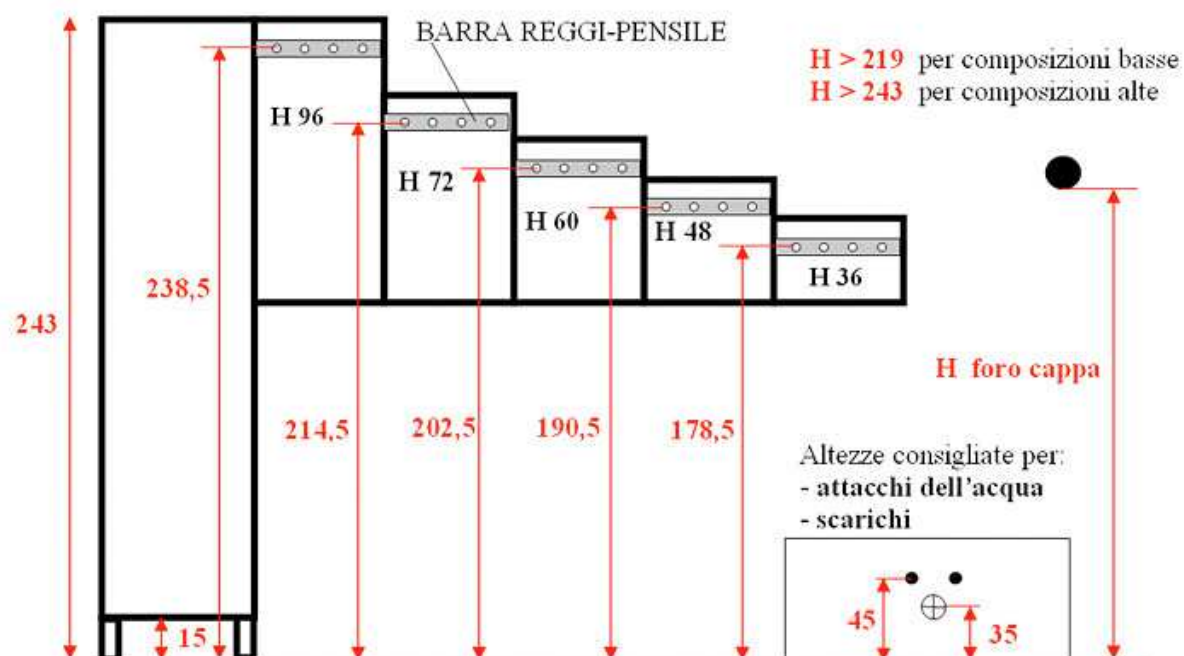 BARRA REGGI-PENSILE
H > 219 per composizioni basse
H > 243 per composizioni alte
H 96
H 72
H 60
H 48
H 36
238,5
243
H foro cappa
214,5
202,5
190,5
178,5
Altezze consigliate per:
- attacchi dell'acqua
- scarichi
45
35
15